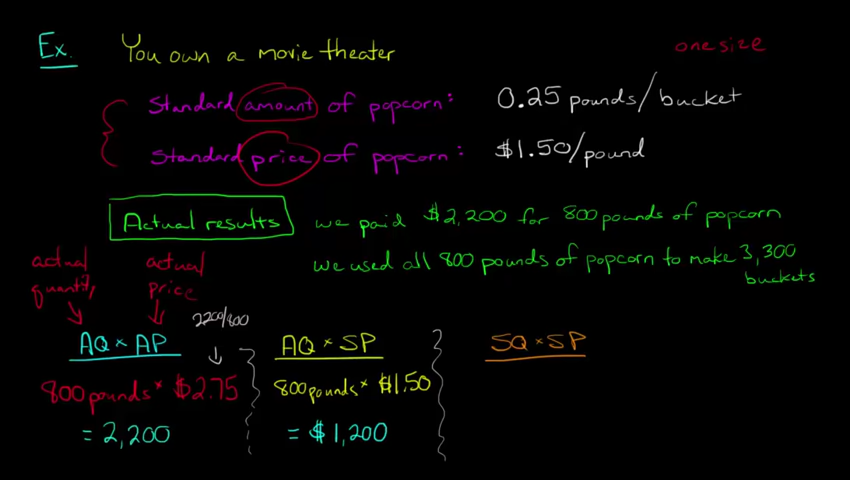 Ex. You own a movie theater
one size
Standard amount of popcorn: 0.25 pounds/bucket
Standard price of popcorn: $1.50/pound
Actual results we paid $2,200 for 800 pounds of popcorn
we used all 800 pounds of popcorn to make 3,300
buckets
actual
quantity
actual
price
2200/800
AQ × AP
800 pounds × $2.75
= 2,200
AQ × SP
800 pounds × $1.50
= $1,200
SQ × SP